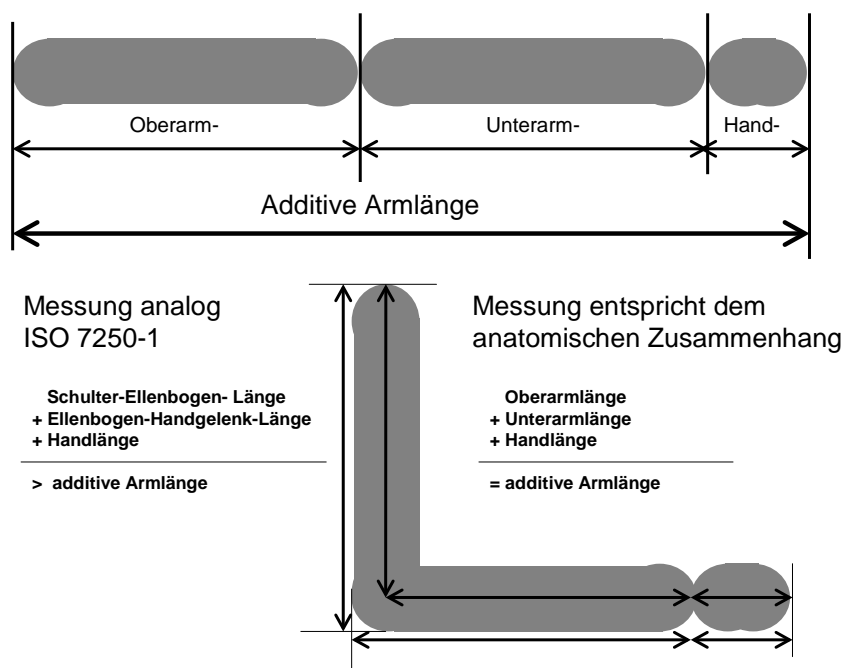 Oberarm-
Unterarm-
Hand-
Additive Armlänge
Messung analog
ISO 7250-1
Schulter-Ellenbogen- Länge
+ Ellenbogen-Handgelenk-Länge
+ Handlänge
> additive Armlänge
Messung entspricht dem
anatomischen Zusammenhang
Oberarmlänge
+ Unterarmlänge
+ Handlänge
= additive Armlänge